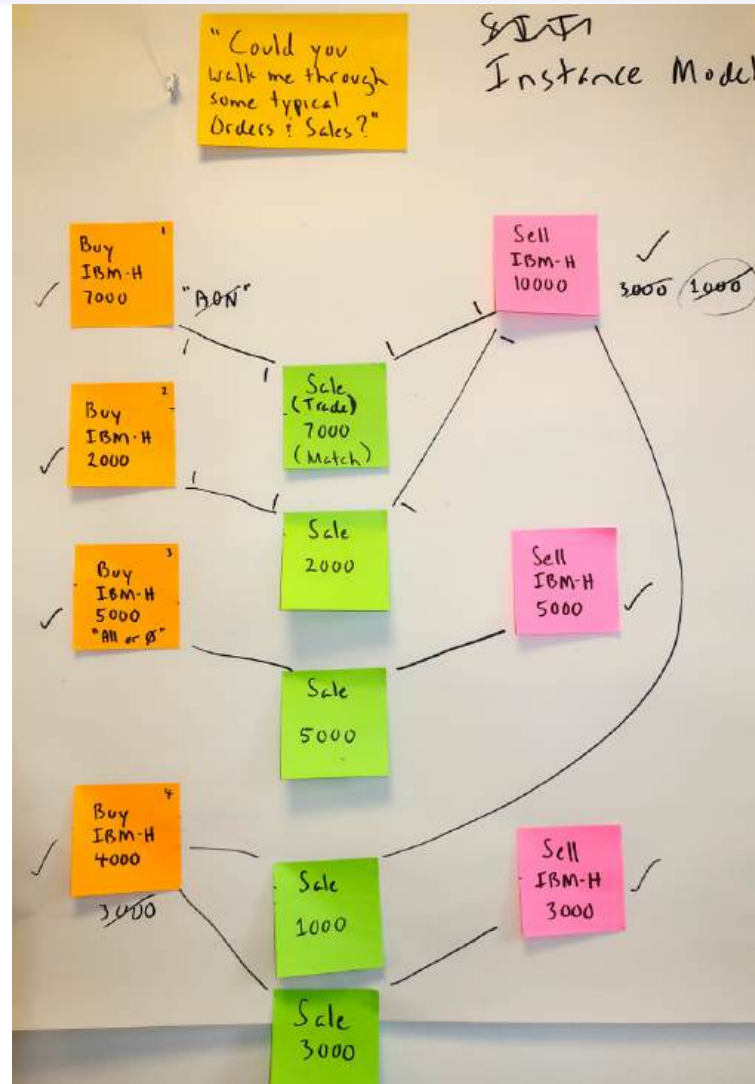 "Could you
walk me through
some typical
Orders & Sales?"
Instance Model
1
Buy
IBM-H
7000
"AON"
Sell
IBM-H
10000
3000 1000
Sale
(Trade)
7000
(Match)
2
Buy
IBM-H
2000
Sale
2000
3
Buy
IBM-H
5000
"All or Ø"
Sell
IBM-H
5000
Sale
5000
4
Buy
IBM-H
4000
3000
Sale
1000
Sell
IBM-H
3000
Sale
3000